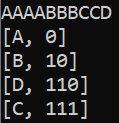 AAAABBBCCD
[A, 0]
[B, 10]
[D, 110]
[C, 111]